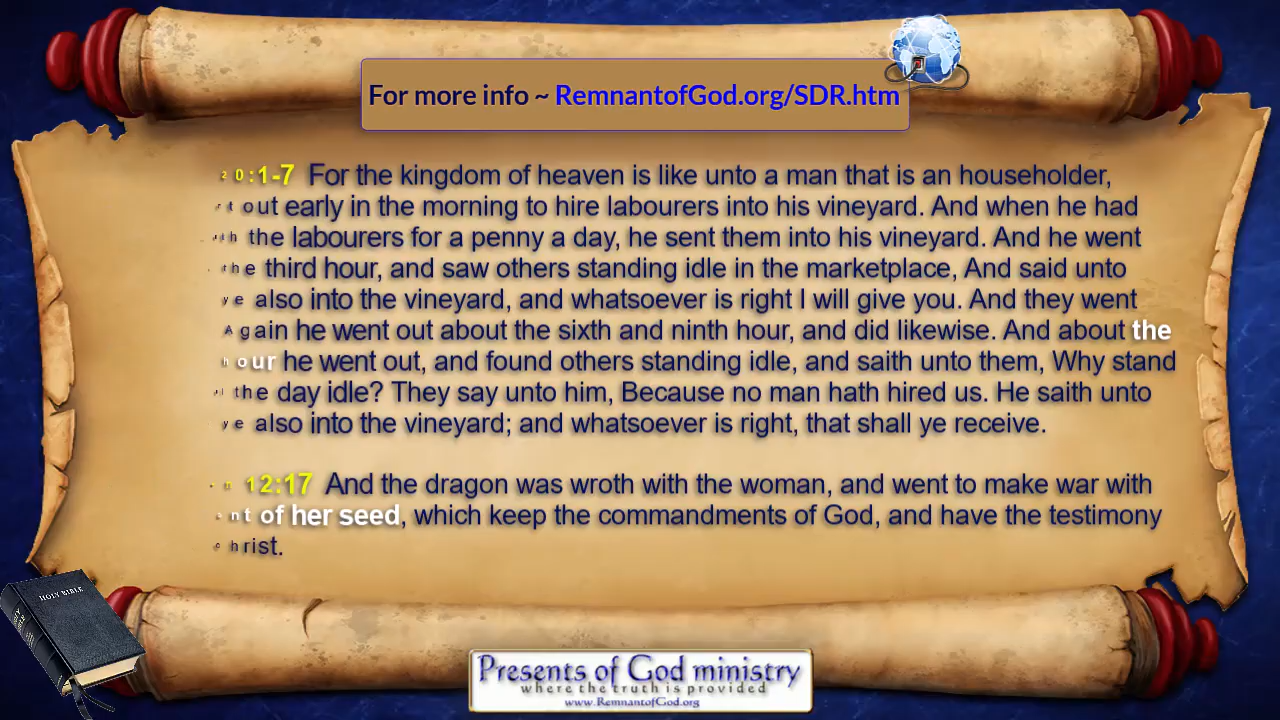 For more info ~ RemnantofGod.org/SDR.htm
20:1-7 For the kingdom of heaven is like unto a man that is an householder,
out early in the morning to hire labourers into his vineyard. And when he had
the labourers for a penny a day, he sent them into his vineyard. And he went
the third hour, and saw others standing idle in the marketplace, And said unto
ye also into the vineyard, and whatsoever is right I will give you. And they went
Again he went out about the sixth and ninth hour, and did likewise. And about the
hour he went out, and found others standing idle, and saith unto them, Why stand
the day idle? They say unto him, Because no man hath hired us. He saith unto
ye also into the vineyard; and whatsoever is right, that shall ye receive.
12:17 And the dragon was wroth with the woman, and went to make war with
of her seed, which keep the commandments of God, and have the testimony
christ.
HOLY BIBLE
Presents of God ministry
where the truth is provided
www.RemnantofGod.org